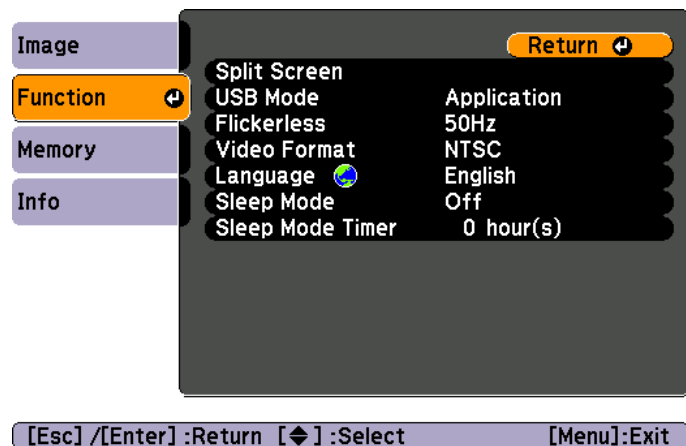 Image
Function
Memory
Info
Return
Split Screen
USB Mode Application
Flickerless 50Hz
Video Format NTSC
Language English
Sleep Mode Off
Sleep Mode Timer 0 hour(s)
[Esc] /[Enter] :Return [◆] :Select [Menu]:Exit